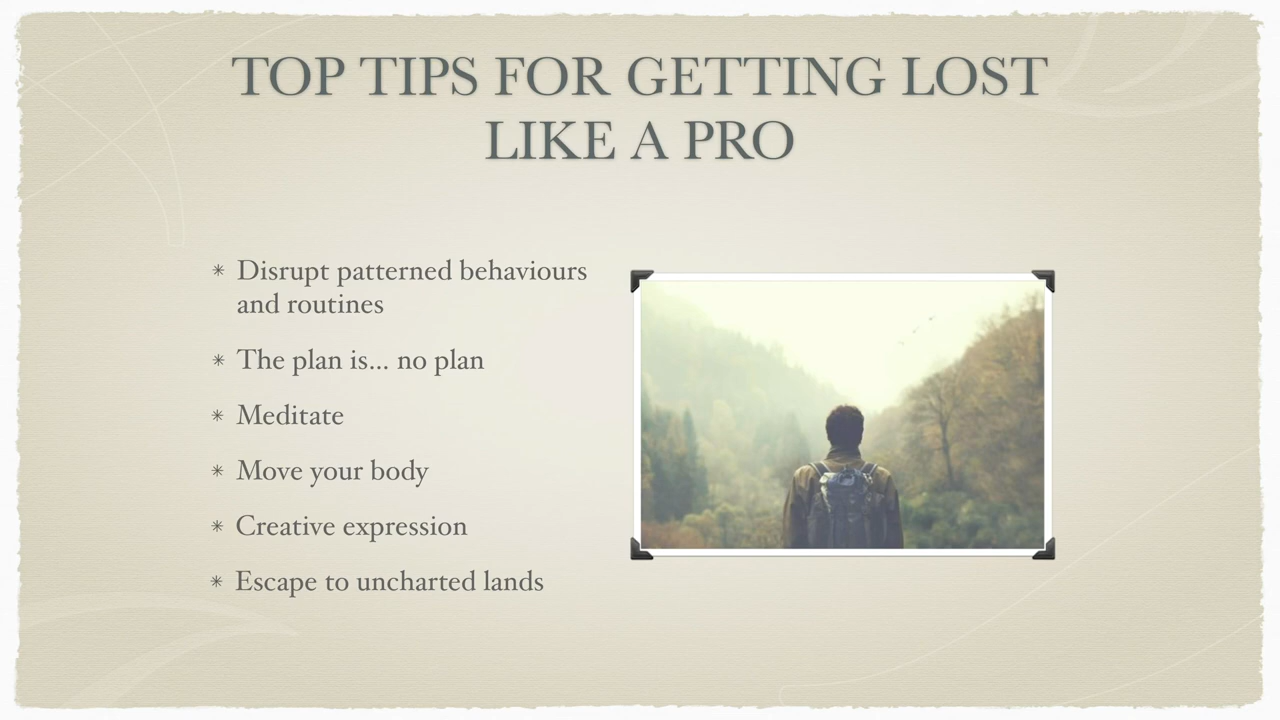 TOP TIPS FOR GETTING LOST
LIKE A PRO
* Disrupt patterned behaviours
and routines
* The plan is... no plan
* Meditate
* Move your body
* Creative expression
* Escape to uncharted lands